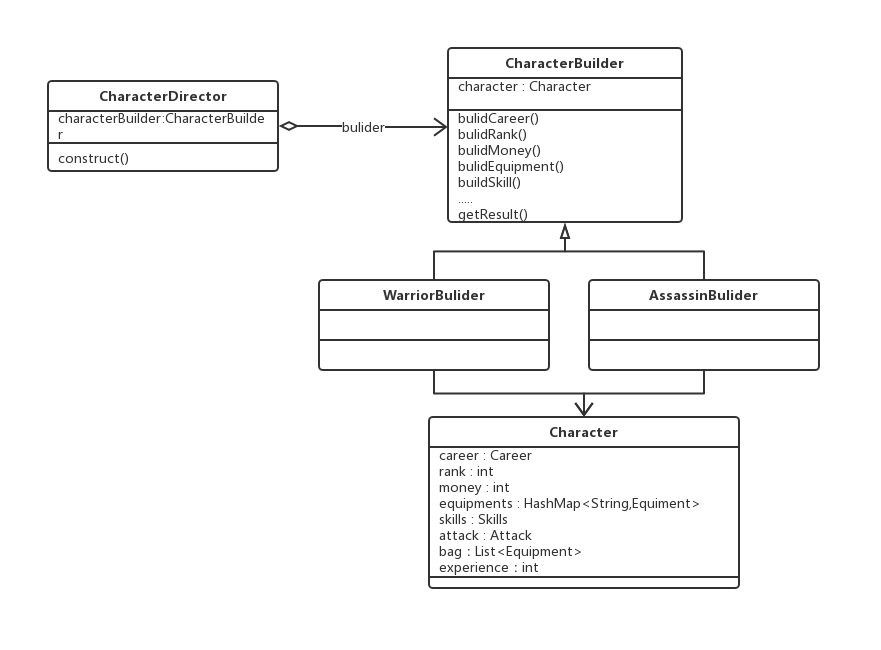 CharacterDirector
characterBuilder:CharacterBuilde
r
construct()
bulider
CharacterBuilder
character : Character
bulidCareer()
bulidRank()
bulidMoney()
bulidEquipment()
buildSkill()
.....
getResult()
WarriorBulider
AssassinBulider
Character
career : Career
rank : int
money : int
equipments : HashMap<String,Equiment>
skills : Skills
attack : Attack
bag : List<Equipment>
experience : int